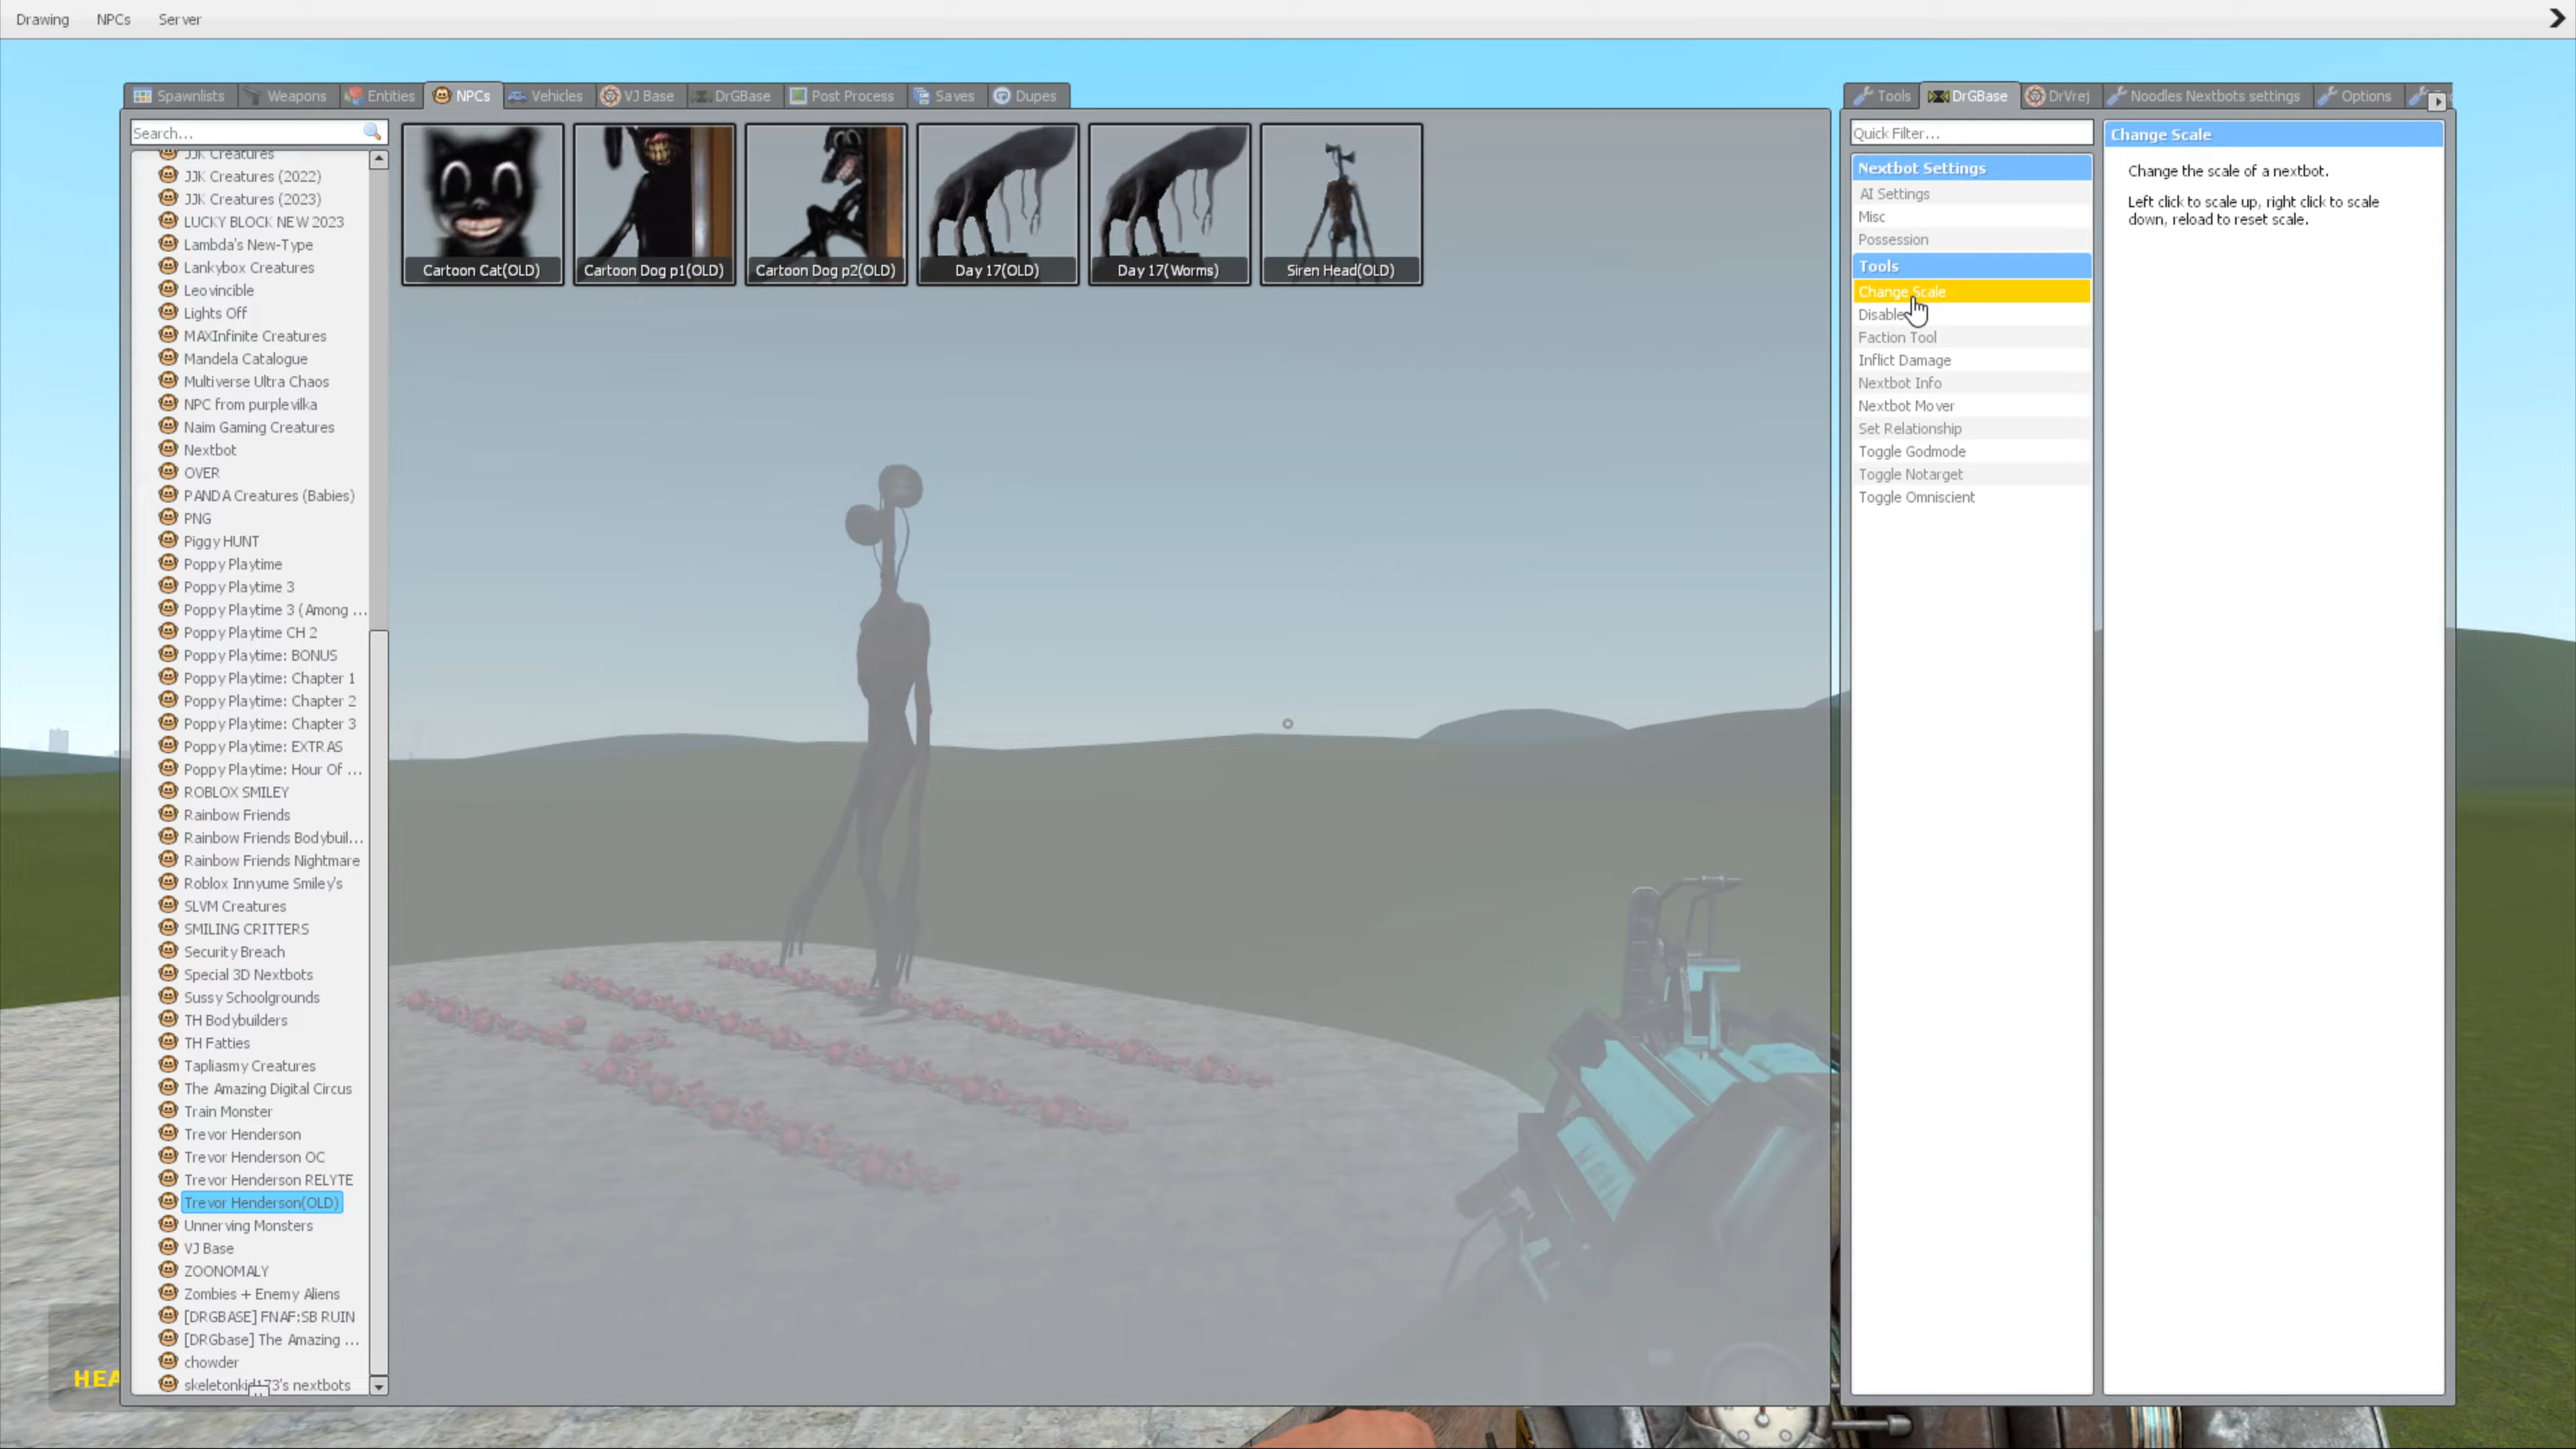 Drawing NPCs Server
Spawnlists Weapons Entities NPCs Vehicles VJ Base DrGBase Post Process Saves Dupes
Tools DrGBase DrVrej Noodles Nextbots settings Options
Search...
JJK Creatures
JJK Creatures (2022)
JJK Creatures (2023)
LUCKY BLOCK NEW 2023
Lambda's New-Type
Lankybox Creatures
Leovincible
Lights Off
MAXInfinite Creatures
Mandela Catalogue
Multiverse Ultra Chaos
NPC from purplevilka
Naim Gaming Creatures
Nextbot
OVER
PANDA Creatures (Babies)
PNG
Piggy HUNT
Poppy Playtime
Poppy Playtime 3
Poppy Playtime 3 (Among ...
Poppy Playtime CH 2
Poppy Playtime: BONUS
Poppy Playtime: Chapter 1
Poppy Playtime: Chapter 2
Poppy Playtime: Chapter 3
Poppy Playtime: EXTRAS
Poppy Playtime: Hour Of ...
ROBLOX SMILEY
Rainbow Friends
Rainbow Friends Bodybuil...
Rainbow Friends Nightmare
Roblox Innyume Smiley's
SLVM Creatures
SMILING CRITTERS
Security Breach
Special 3D Nextbots
Sussy Schoolgrounds
TH Bodybuilders
TH Fatties
Tapliasmy Creatures
The Amazing Digital Circus
Train Monster
Trevor Henderson
Trevor Henderson OC
Trevor Henderson RELYTE
Trevor Henderson(OLD)
Unnerving Monsters
VJ Base
ZOONOMALY
Zombies + Enemy Aliens
[DRGBASE] FNAF:SB RUIN
[DRGbase] The Amazing ...
chowder
skeletonkid173's nextbots
Cartoon Cat(OLD) Cartoon Dog p1(OLD) Cartoon Dog p2(OLD) Day 17(OLD) Day 17(Worms) Siren Head(OLD)
Quick Filter...
Nextbot Settings
AI Settings
Misc
Possession
Tools
Change Scale
Disable
Faction Tool
Inflict Damage
Nextbot Info
Nextbot Mover
Set Relationship
Toggle Godmode
Toggle Notarget
Toggle Omniscient
Change Scale
Change the scale of a nextbot.
Left click to scale up, right click to scale
down, reload to reset scale.
HEA